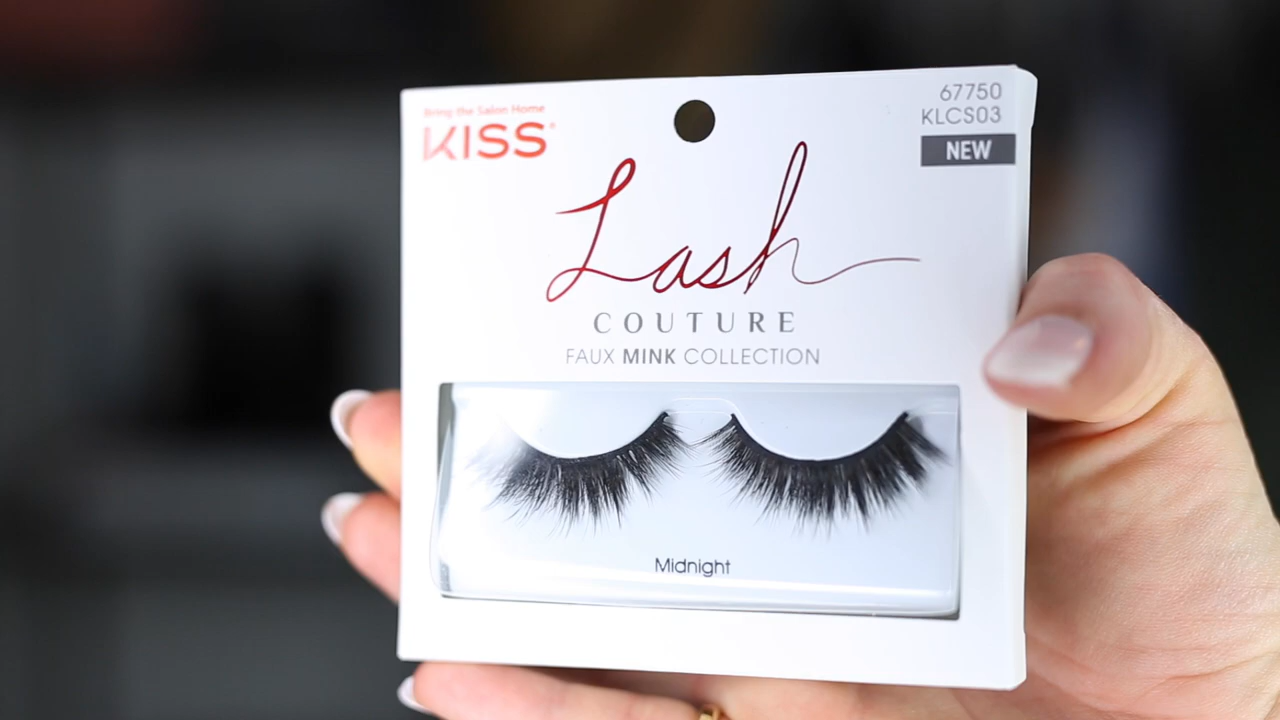 Bring the Salon Home
KISS
67750
KLCS03
NEW
Lash
COUTURE
FAUX MINK COLLECTION
Midnight